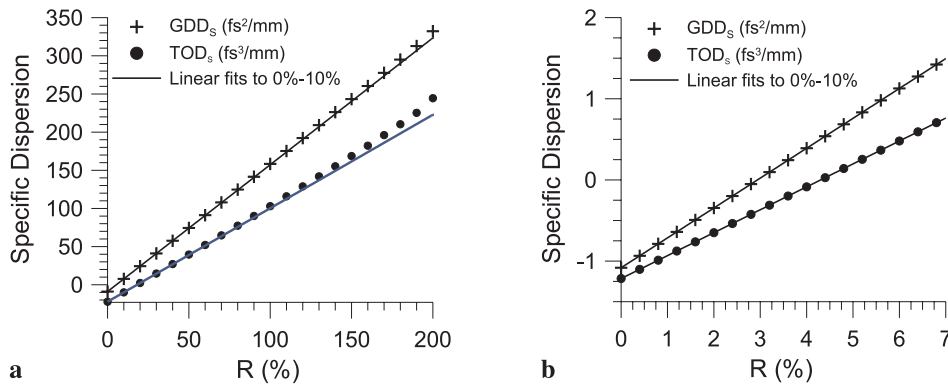 350
300
250
200
150
100
50
0
Specific Dispersion
GDDₛ (fs²/mm)
TODₛ (fs³/mm)
Linear fits to 0%-10%
0
50
100
150
200
R (%)
a
2
1
0
-1
Specific Dispersion
GDDₛ (fs²/mm)
TODₛ (fs³/mm)
Linear fits to 0%-10%
0
1
2
3
4
5
6
7
R (%)
b